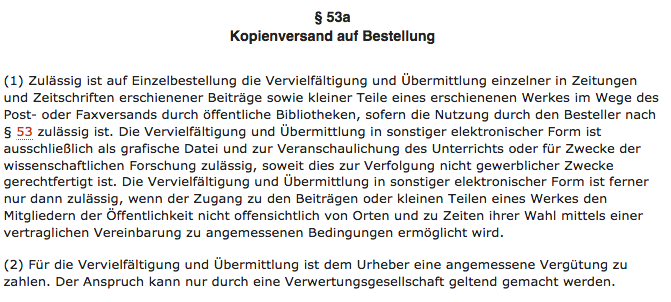 § 53a
Kopienversand auf Bestellung
(1) Zulässig ist auf Einzelbestellung die Vervielfältigung und Übermittlung einzelner in Zeitungen
und Zeitschriften erschienener Beiträge sowie kleiner Teile eines erschienenen Werkes im Wege des
Post- oder Faxversands durch öffentliche Bibliotheken, sofern die Nutzung durch den Besteller nach
§ 53 zulässig ist. Die Vervielfältigung und Übermittlung in sonstiger elektronischer Form ist
ausschließlich als grafische Datei und zur Veranschaulichung des Unterrichts oder für Zwecke der
wissenschaftlichen Forschung zulässig, soweit dies zur Verfolgung nicht gewerblicher Zwecke
gerechtfertigt ist. Die Vervielfältigung und Übermittlung in sonstiger elektronischer Form ist ferner
nur dann zulässig, wenn der Zugang zu den Beiträgen oder kleinen Teilen eines Werkes den
Mitgliedern der Öffentlichkeit nicht offensichtlich von Orten und zu Zeiten ihrer Wahl mittels einer
vertraglichen Vereinbarung zu angemessenen Bedingungen ermöglicht wird.
(2) Für die Vervielfältigung und Übermittlung ist dem Urheber eine angemessene Vergütung zu
zahlen. Der Anspruch kann nur durch eine Verwertungsgesellschaft geltend gemacht werden.